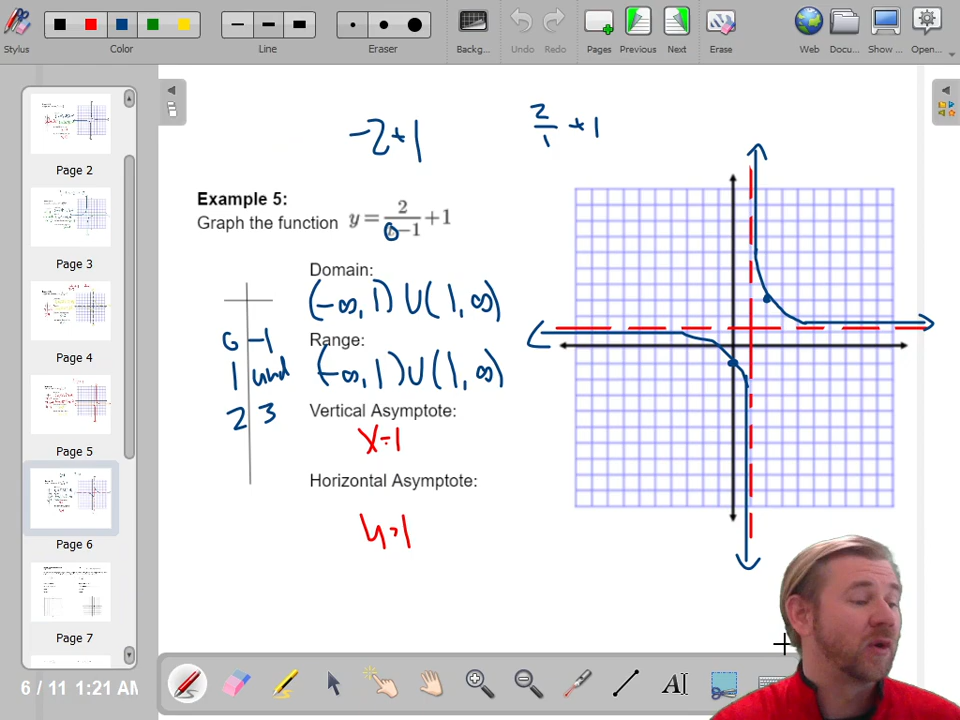 Stylus
Color
Line
Eraser
Backg...
Undo
Redo
Pages
Previous
Next
Erase
Web
Docu...
Show ...
Open...
Page 2
Page 3
Page 4
Page 5
Page 6
Page 7
6 / 11 1:21 AM
-2+1
2/1 +1
Example 5:
Graph the function y = 2/0-1 + 1
Domain:
(-∞,1)U(1,∞)
0 -1
Range:
1 und
(-∞,1)U(1,∞)
2 3
Vertical Asymptote:
x=1
Horizontal Asymptote:
y=1
A